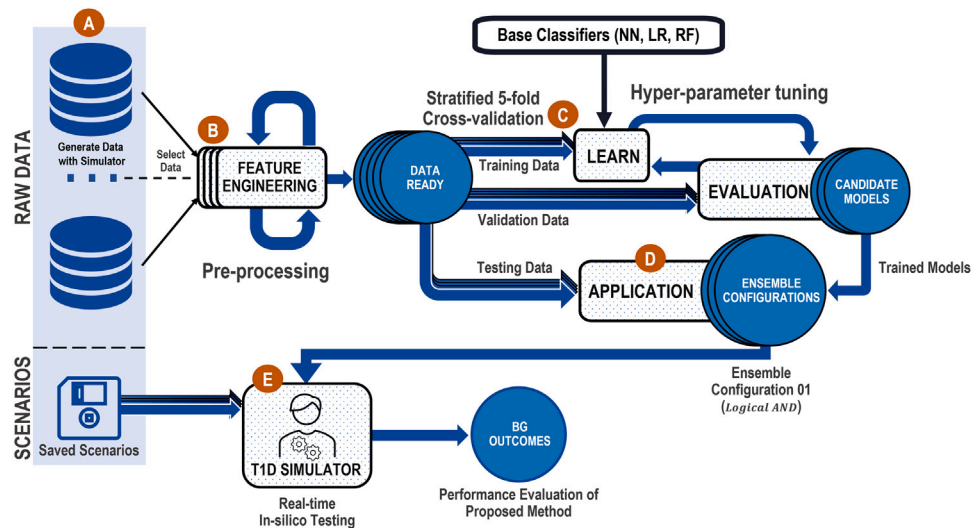 A
Base Classifiers (NN, LR, RF)
RAW DATA
Generate Data
with Simulator
Select
Data
B
FEATURE
ENGINEERING
Pre-processing
DATA
READY
Stratified 5-fold
Cross-validation
C
Training Data
LEARN
Hyper-parameter tuning
Validation Data
EVALUATION
CANDIDATE
MODELS
Testing Data
D
APPLICATION
ENSEMBLE
CONFIGURATIONS
Trained Models
Ensemble
Configuration 01
(Logical AND)
SCENARIOS
Saved Scenarios
E
T1D SIMULATOR
Real-time
In-silico Testing
BG
OUTCOMES
Performance Evaluation of
Proposed Method